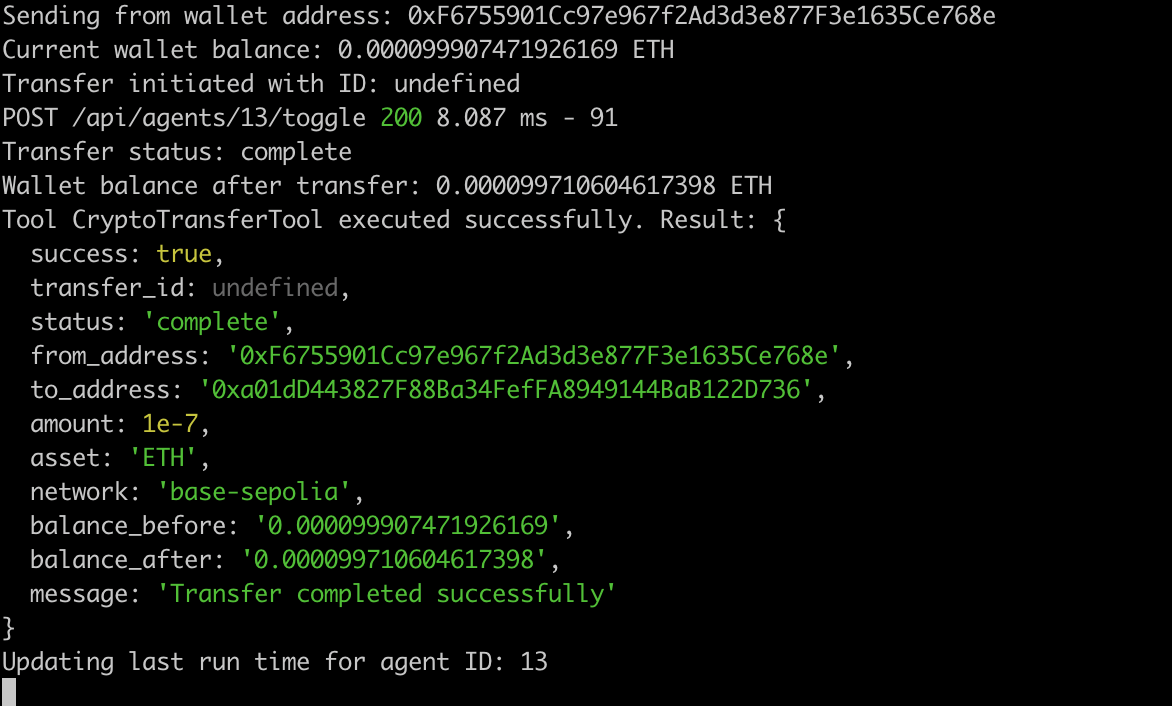 Sending from wallet address: 0xF6755901Cc97e967f2Ad3d3e877F3e1635Ce768e
Current wallet balance: 0.000099907471926169 ETH
Transfer initiated with ID: undefined
POST /api/agents/13/toggle 200 8.087 ms - 91
Transfer status: complete
Wallet balance after transfer: 0.000099710604617398 ETH
Tool CryptoTransferTool executed successfully. Result: {
  success: true,
  transfer_id: undefined,
  status: 'complete',
  from_address: '0xF6755901Cc97e967f2Ad3d3e877F3e1635Ce768e',
  to_address: '0xa01dD443827F88Ba34FefFA8949144BaB122D736',
  amount: 1e-7,
  asset: 'ETH',
  network: 'base-sepolia',
  balance_before: '0.000099907471926169',
  balance_after: '0.000099710604617398',
  message: 'Transfer completed successfully'
}
Updating last run time for agent ID: 13